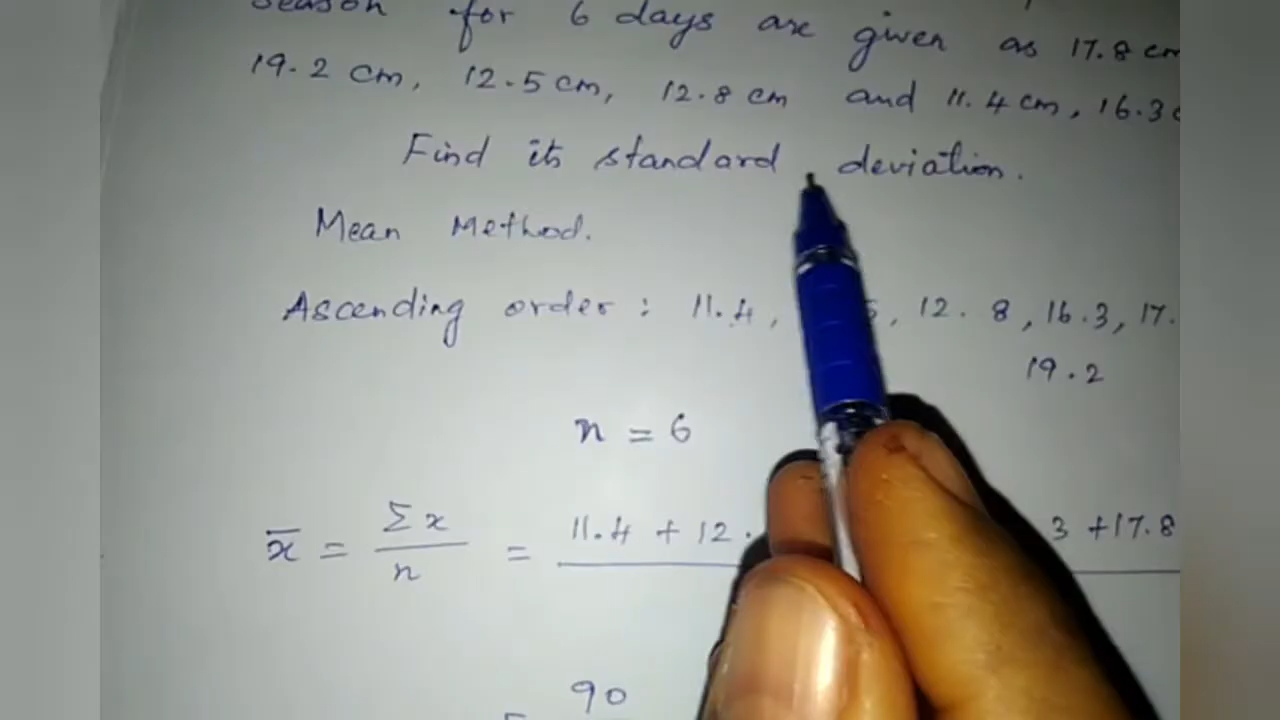 season for 6 days are given as 17.8 cm
19.2 cm, 12.5 cm, 12.8 cm and 11.4 cm, 16.3 c
Find its standard deviation.
Mean Method.
Ascending order : 11.4, 5, 12.8, 16.3, 17.
19.2
n = 6
x̄ = Σx / n = 11.4 + 12. 3 + 17.8
90